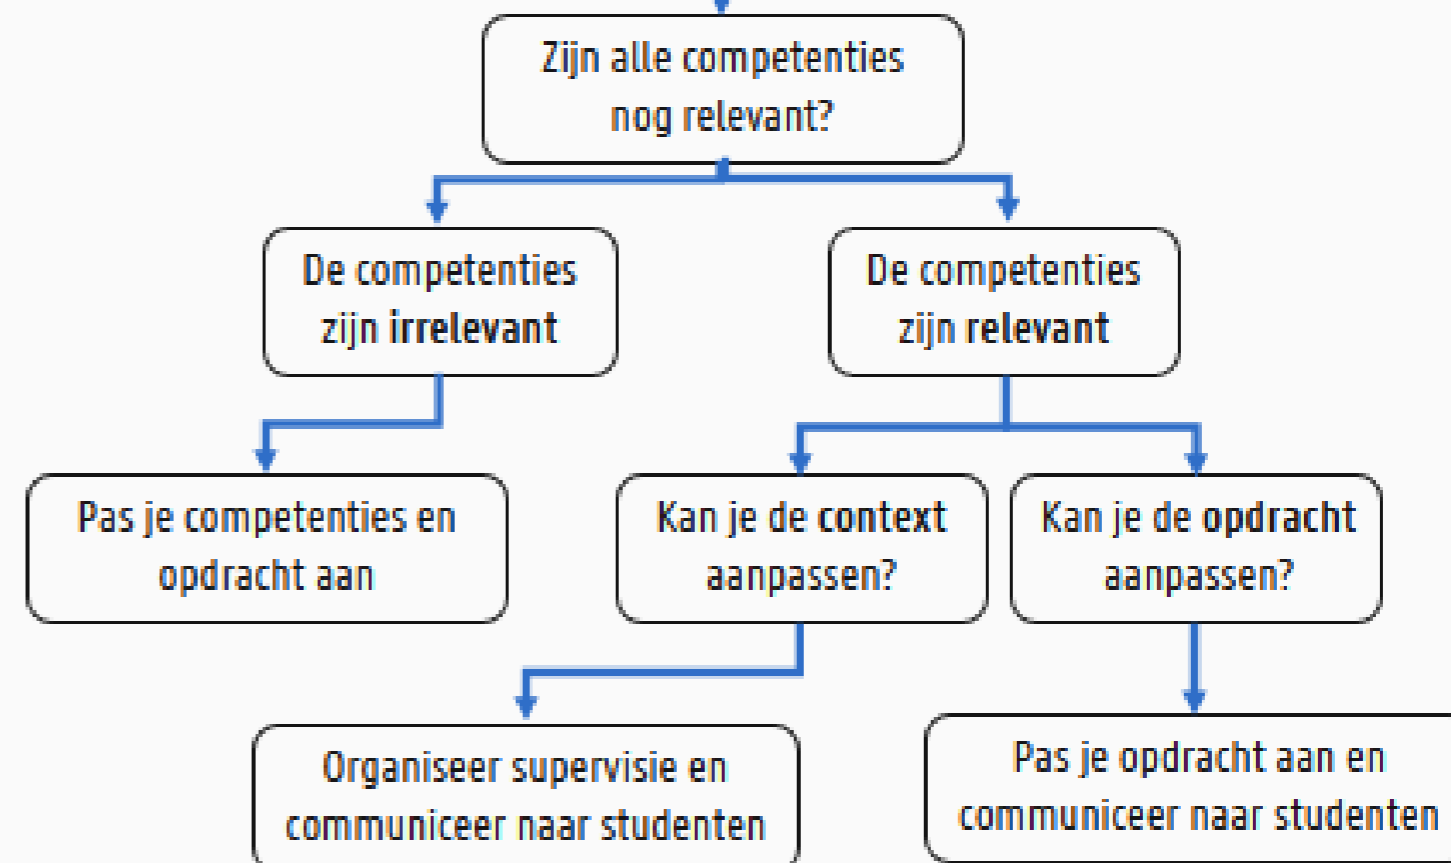 Zijn alle competenties
nog relevant?
De competenties
zijn irrelevant
De competenties
zijn relevant
Pas je competenties en
opdracht aan
Kan je de context
aanpassen?
Kan je de opdracht
aanpassen?
Organiseer supervisie en
communiceer naar studenten
Pas je opdracht aan en
communiceer naar studenten